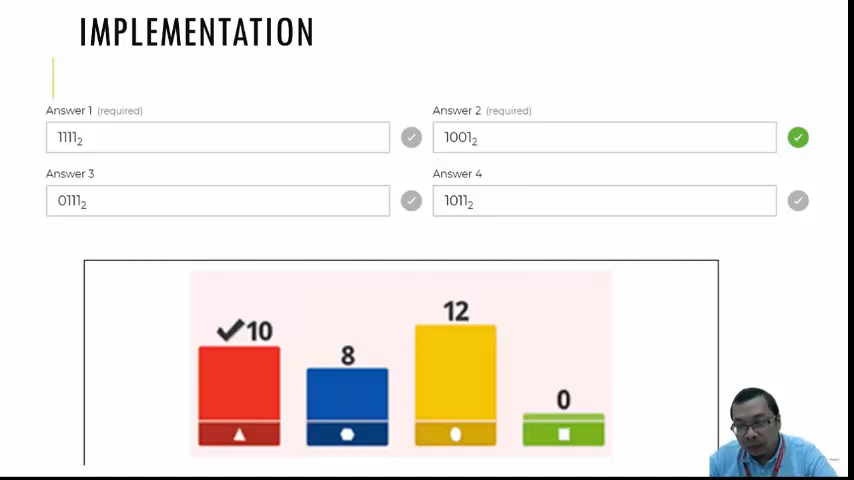 IMPLEMENTATION
Answer 1 (required)
Answer 2 (required)
1111₂
1001₂
Answer 3
Answer 4
0111₂
1011₂
10
8
12
0